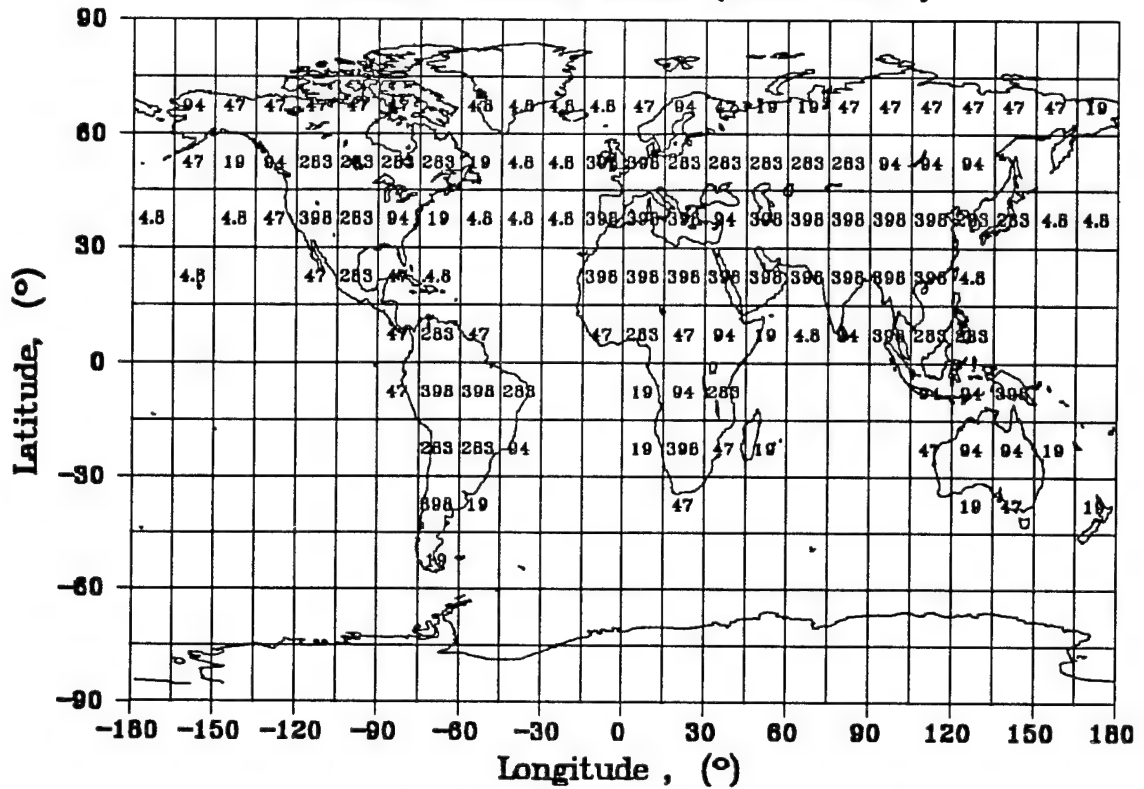 90
94 47 47 47 47 47 4.8 4.8 4.8 4.8 47 94 47 19 19 47 47 47 47 47 47 19
60
47 19 94 283 283 283 283 19 4.8 4.8 398 398 283 283 283 283 283 94 94 94
4.8 4.8 47 398 283 94 19 4.8 4.8 4.8 398 398 398 94 398 398 398 398 398 283 283 4.8 4.8
30
4.8 47 283 47 4.8 398 398 398 398 398 398 398 398 398 4.8
47 283 47 47 283 47 94 19 4.8 94 398 283 283
0
47 398 398 283 19 94 283 94 94 398
283 283 94 19 398 47 19 47 94 94 19
−30
398 19 47 19 47 19
19
−60
−90
−180 −150 −120 −90 −60 −30 0 30 60 90 120 150 180
Longitude , (°)
Latitude, (°)